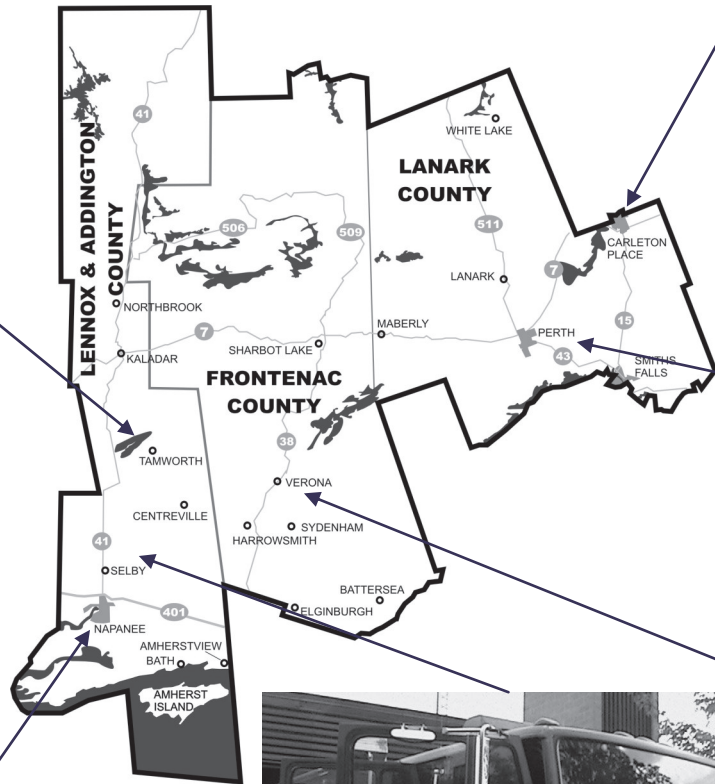 41
WHITE LAKE
LENNOX & ADDINGTON
COUNTY
LANARK
COUNTY
506
509
511
CARLETON
PLACE
7
LANARK
NORTHBROOK
15
7
MABERLY
PERTH
SHARBOT LAKE
KALADAR
43
SMITHS
FALLS
FRONTENAC
COUNTY
38
TAMWORTH
VERONA
CENTREVILLE
HARROWSMITH
SYDENHAM
41
SELBY
BATTERSEA
401
ELGINBURGH
NAPANEE
AMHERSTVIEW
BATH
AMHERST
ISLAND